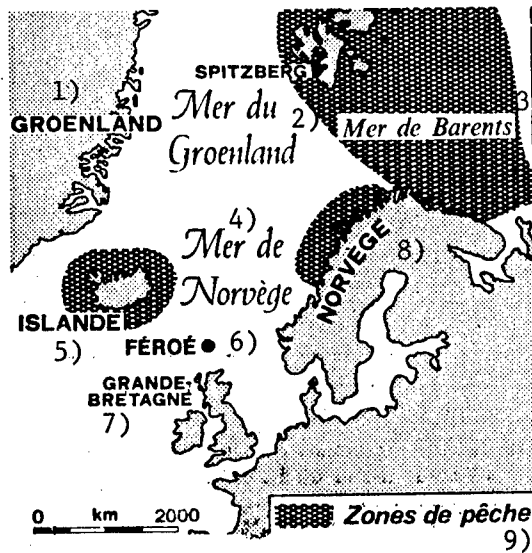 SPITZBERG
1)
GROENLAND
Mer du
Groenland
2)
Mer de Barents
3
4)
Mer de
Norvège
NORVÈGE
8)
ISLANDE
5)
FÉROÉ
6)
GRANDE-
BRETAGNE
7)
0 km 2000
Zones de pêche
9)